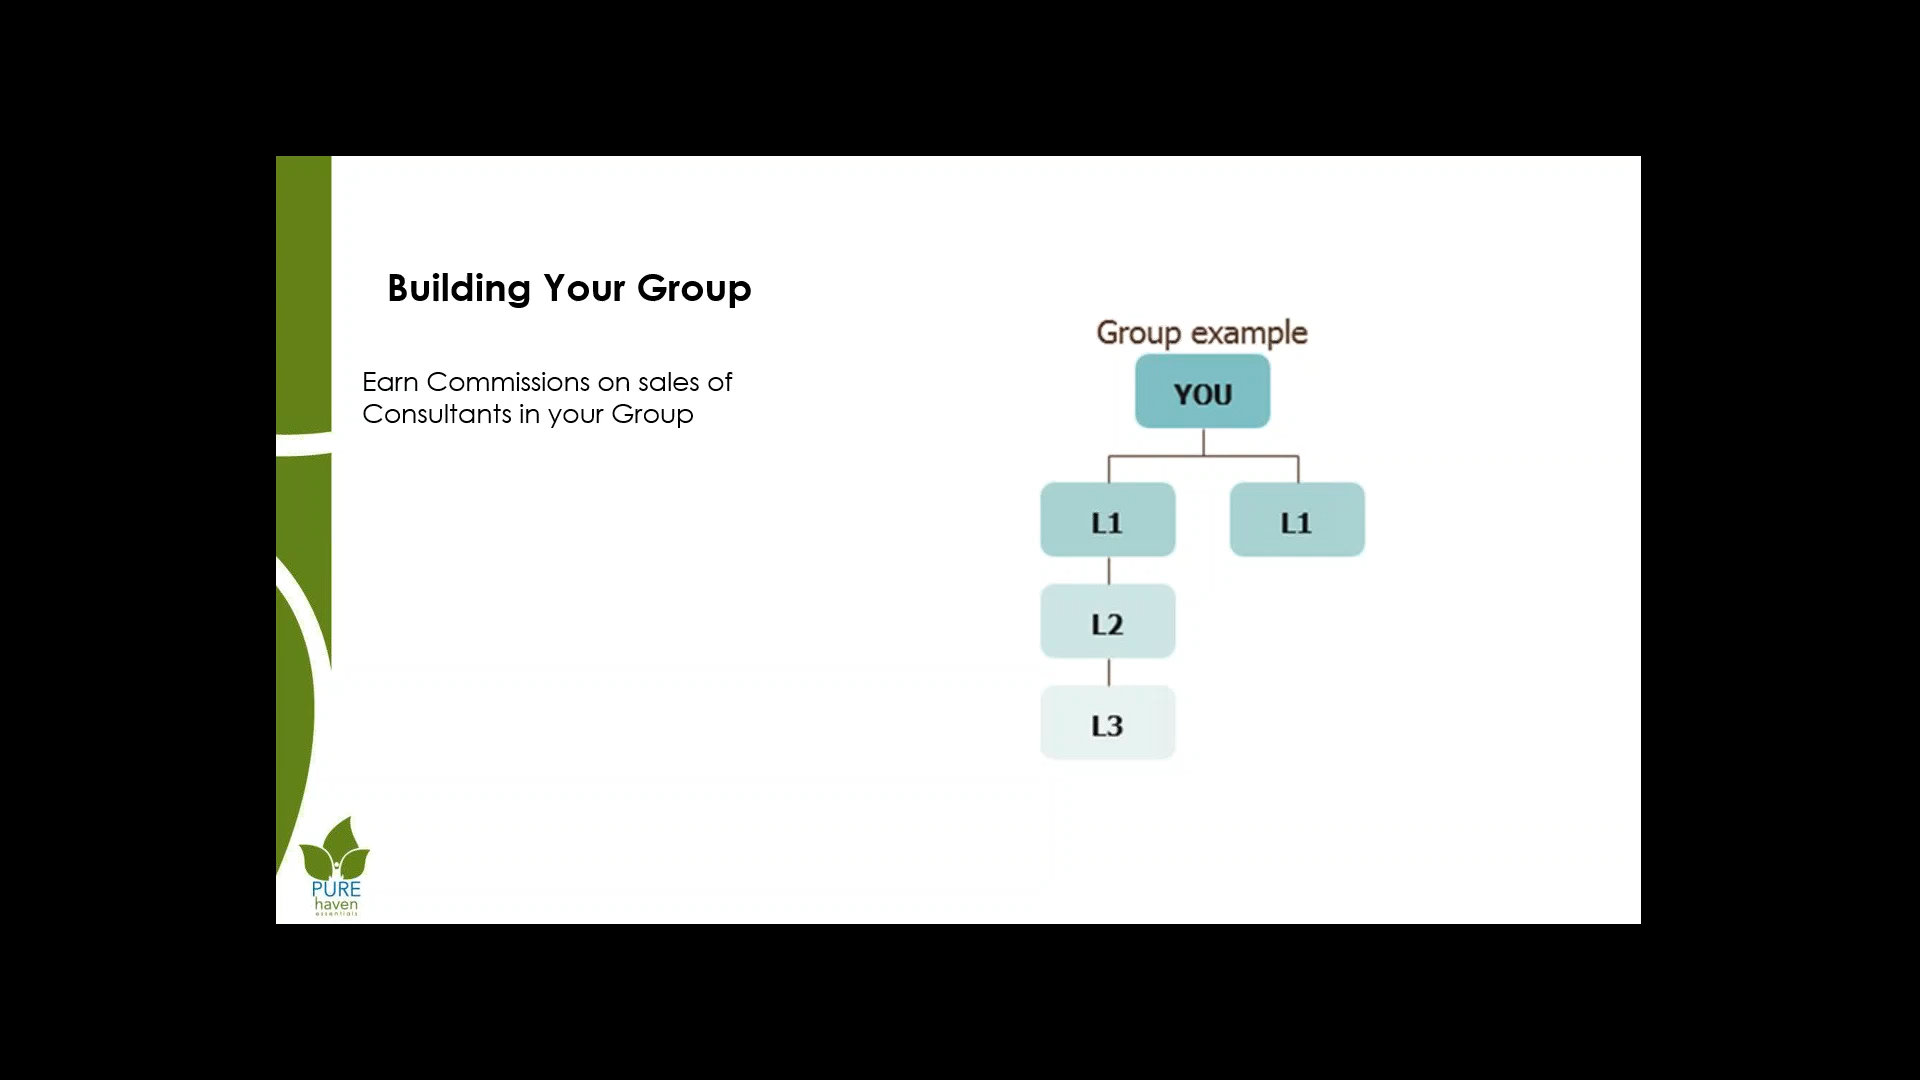 Building Your Group
Earn Commissions on sales of
Consultants in your Group
Group example
YOU
L1
L1
L2
L3
PURE
haven
essentials